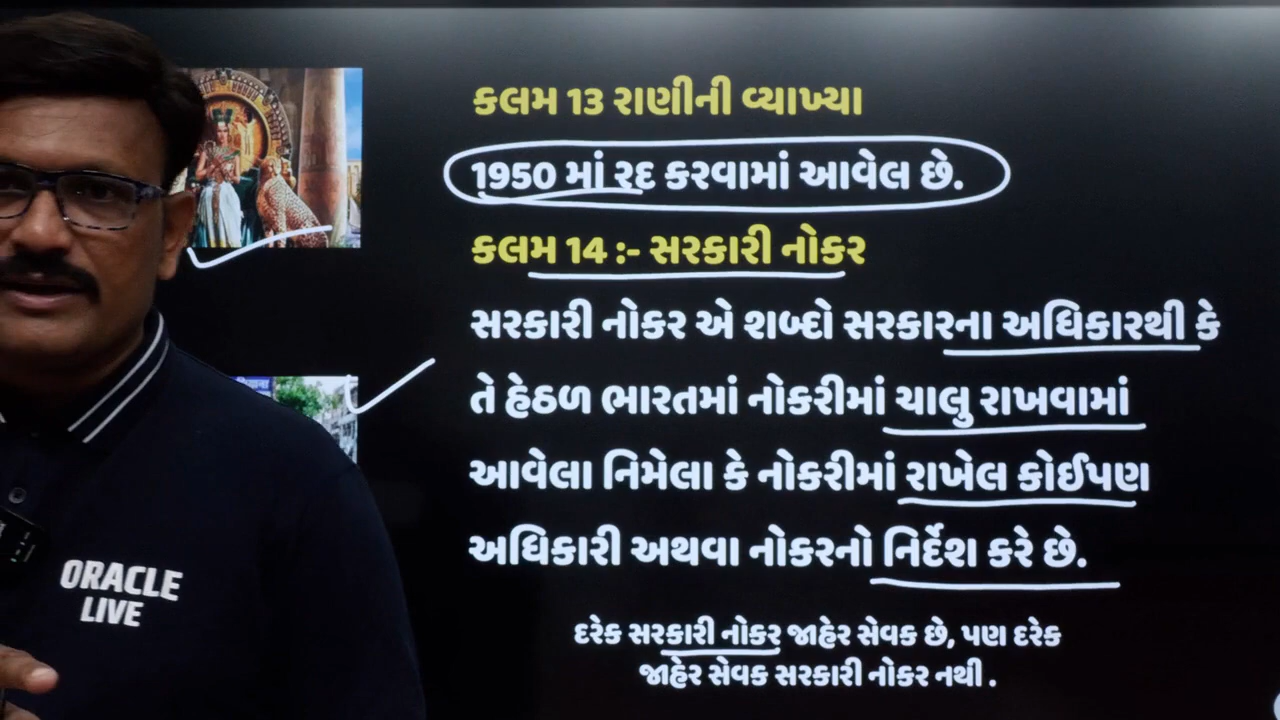 કલમ 13 રાણીની વ્યાખ્યા
1950 માં રદ કરવામાં આવેલ છે.
કલમ 14 :- સરકારી નોકર
સરકારી નોકર એ શબ્દો સરકારના અધિકારથી કે
તે હેઠળ ભારતમાં નોકરીમાં ચાલુ રાખવામાં
આવેલા નિમેલા કે નોકરીમાં રાખેલ કોઈપણ
અધિકારી અથવા નોકરનો નિર્દેશ કરે છે.
દરેક સરકારી નોકર જાહેર સેવક છે, પણ દરેક
જાહેર સેવક સરકારી નોકર નથી .
ORACLE
LIVE